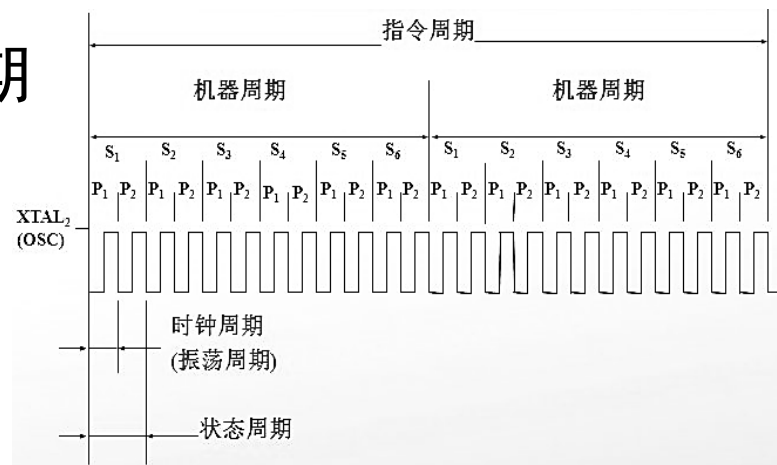 期
指令周期
机器周期 机器周期
S₁ S₂ S₃ S₄ S₅ S₆ S₁ S₂ S₃ S₄ S₅ S₆
P₁ P₂ P₁ P₂ P₁ P₂ P₁ P₂ P₁ P₂ P₁ P₂ P₁ P₂ P₁ P₂ P₁ P₂ P₁ P₂ P₁ P₂ P₁ P₂
XTAL₂
(OSC)
时钟周期
(振荡周期)
状态周期